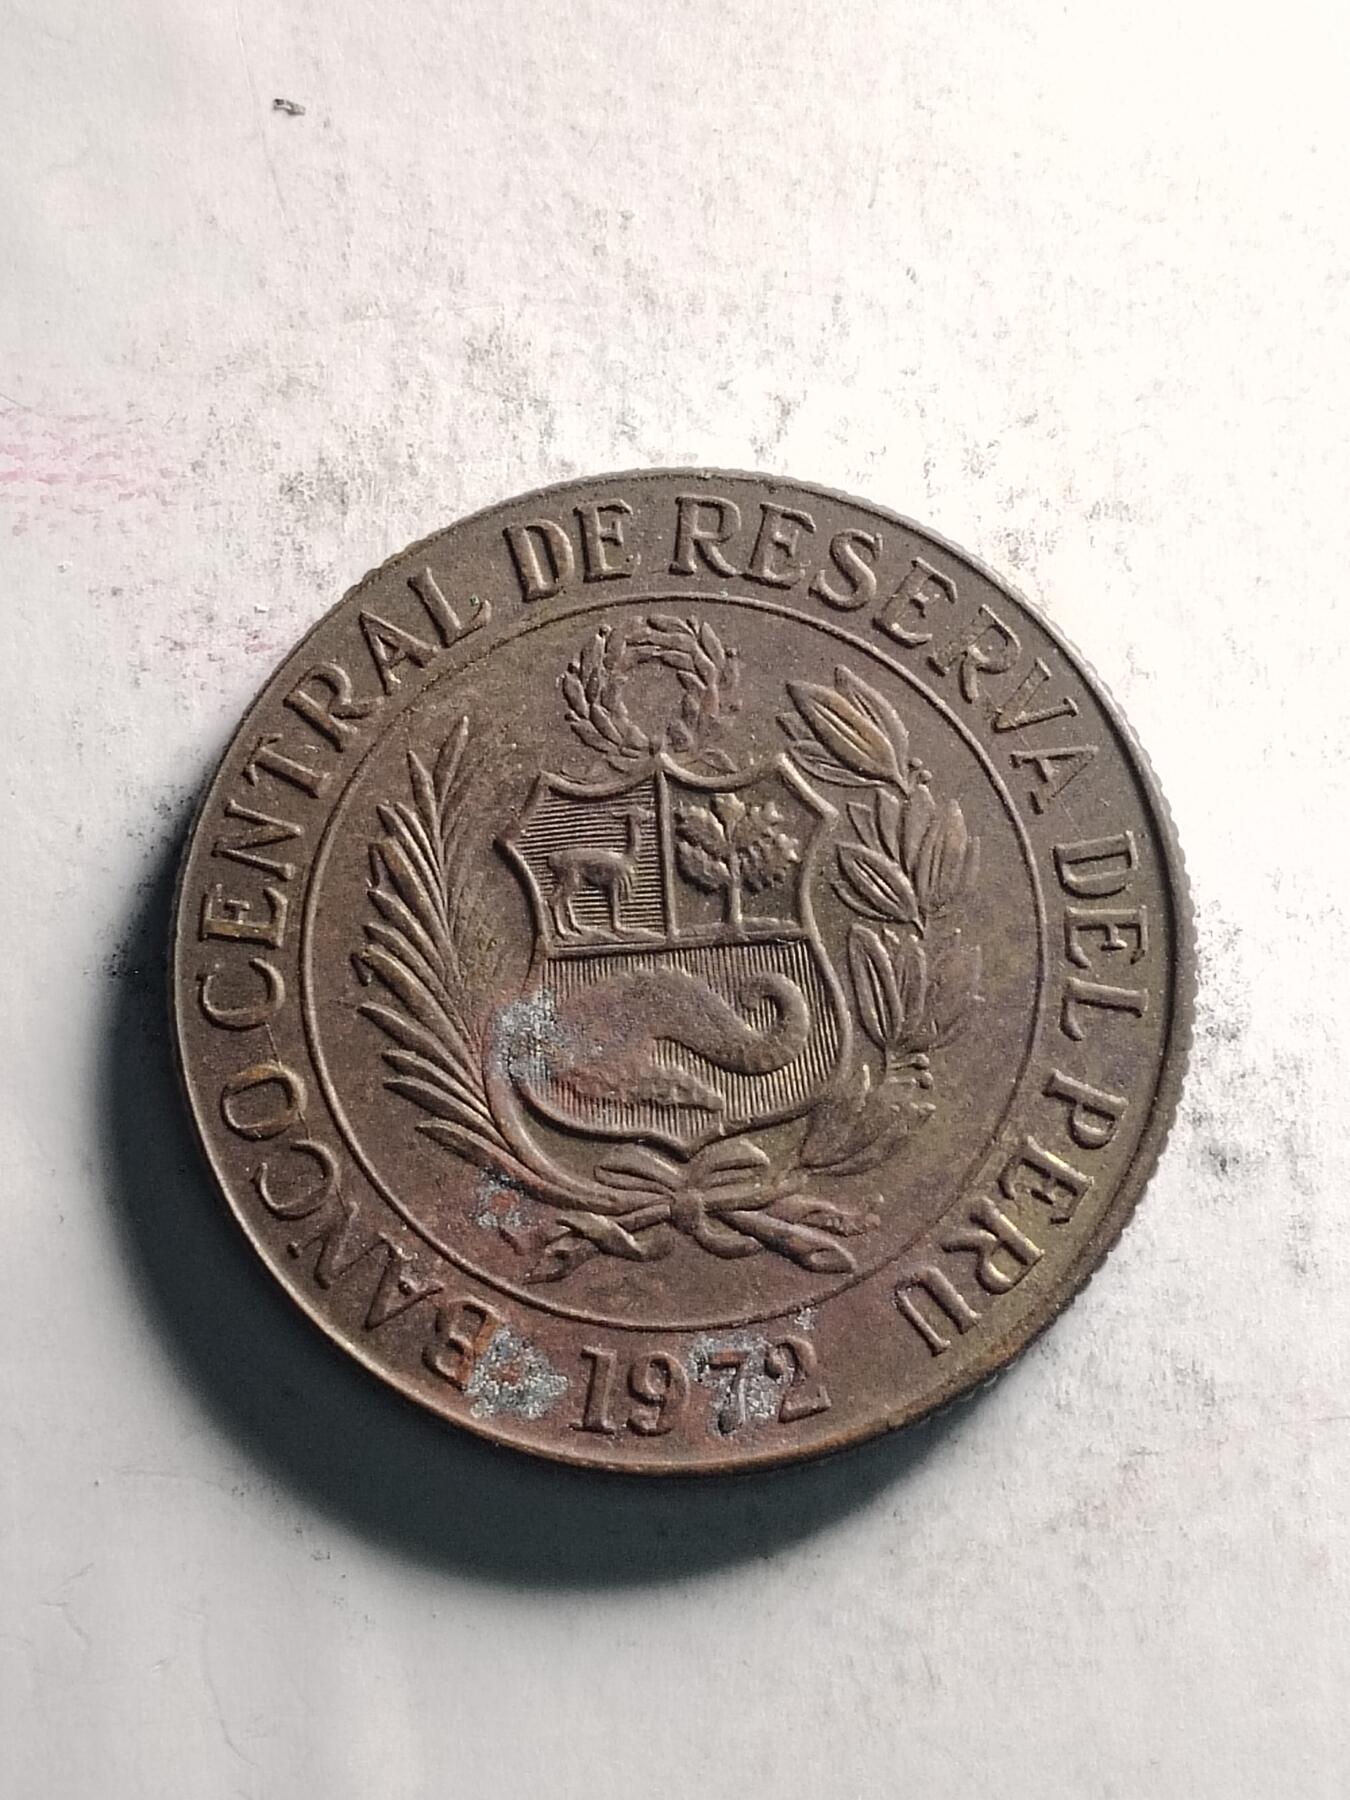 BANCO CENTRAL DE RESERVA DEL PERU
1972